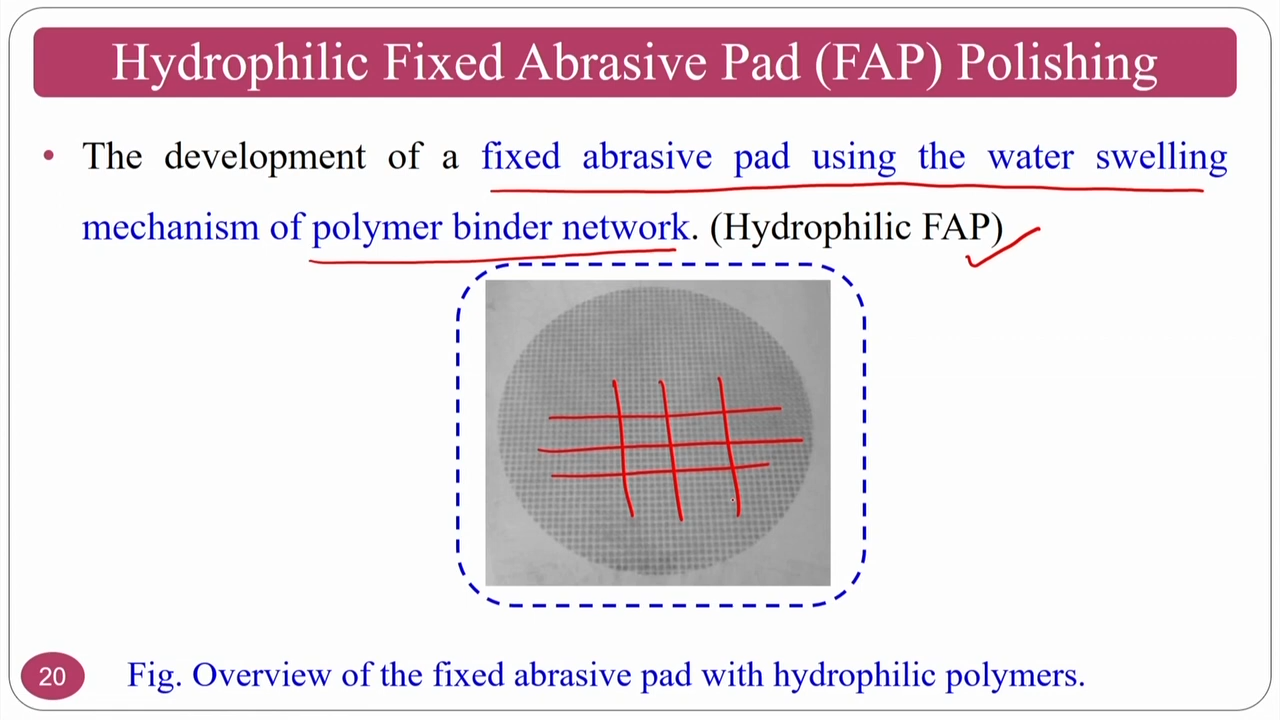 Hydrophilic Fixed Abrasive Pad (FAP) Polishing
• The development of a fixed abrasive pad using the water swelling
mechanism of polymer binder network. (Hydrophilic FAP)
20
Fig. Overview of the fixed abrasive pad with hydrophilic polymers.